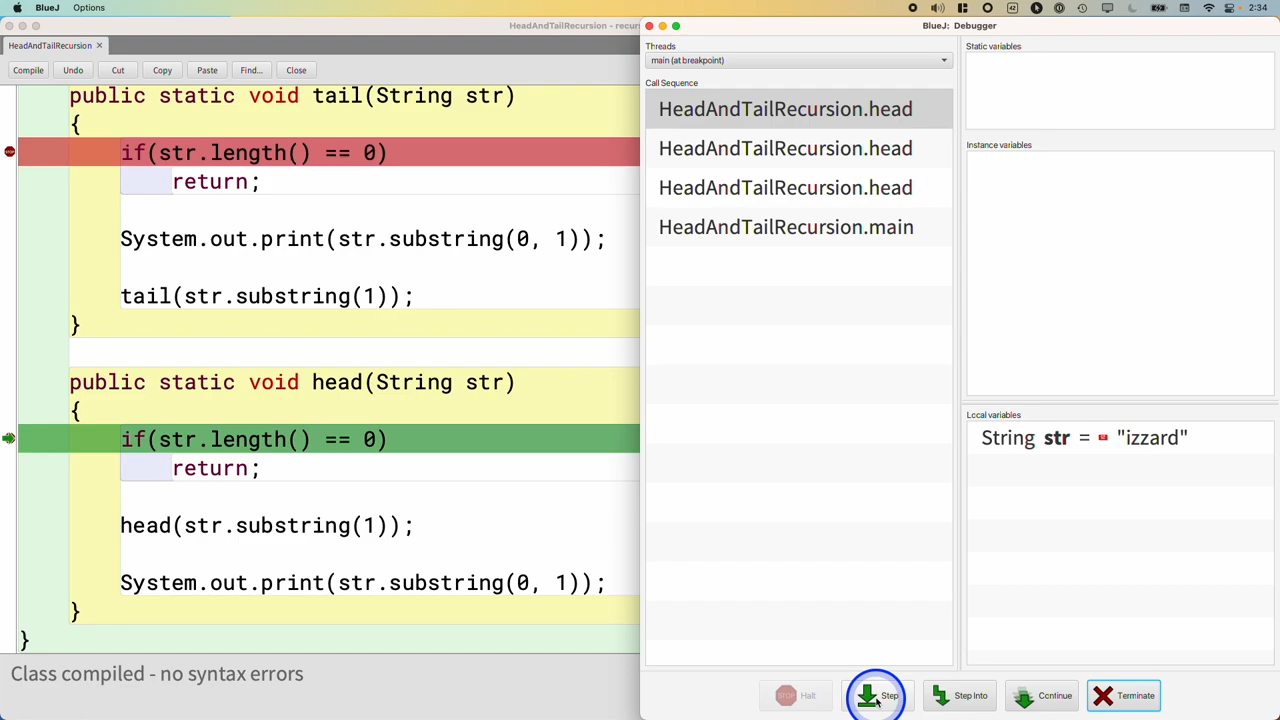 BlueJ Options 42 2:34
HeadAndTailRecursion - recurs
BlueJ: Debugger
HeadAndTailRecursion ×
Compile Undo Cut Copy Paste Find... Close
public static void tail(String str)
{
if(str.length() == 0)
return;
System.out.print(str.substring(0, 1));
tail(str.substring(1));
}
public static void head(String str)
{
if(str.length() == 0)
return;
head(str.substring(1));
System.out.print(str.substring(0, 1));
}
}
Class compiled - no syntax errors
Threads
main (at breakpoint)
Call Sequence
HeadAndTailRecursion.head
HeadAndTailRecursion.head
HeadAndTailRecursion.head
HeadAndTailRecursion.main
Static variables
Instance variables
Local variables
String str = "izzard"
Halt Step Step Into Continue Terminate